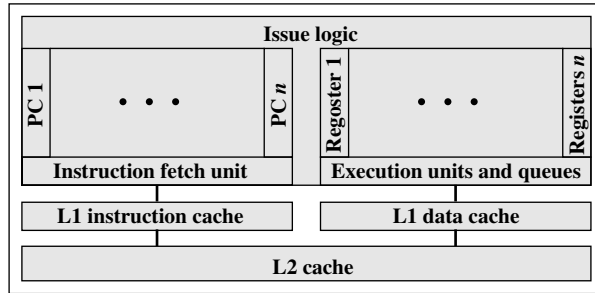 Issue logic
PC 1
• • •
PC n
Regoster 1
• • •
Registers n
Instruction fetch unit
Execution units and queues
L1 instruction cache
L1 data cache
L2 cache